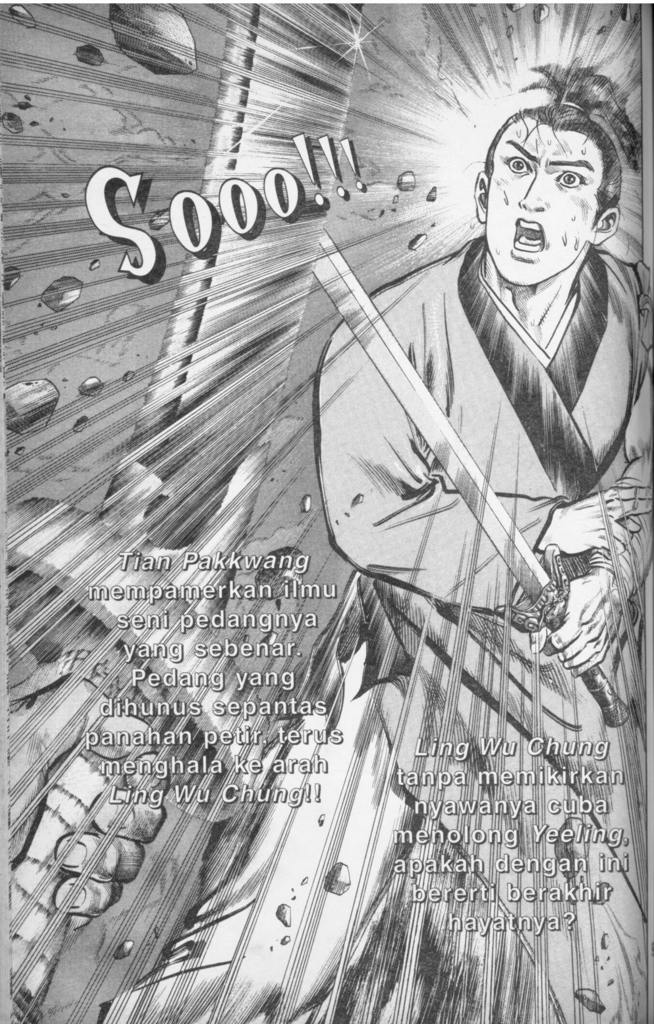 Sooo!!!
Tian Pakkwang
mempamerkan ilmu
seni pedangnya
yang sebenar.
Pedang yang
dihunus sepantas
panahan petir, terus
menghala ke arah
Ling Wu Chung!!
Ling Wu Chung
tanpa memikirkan
nyawanya cuba
menolong Yeeling,
apakah dengan ini
bererti berakhir
hayatnya?